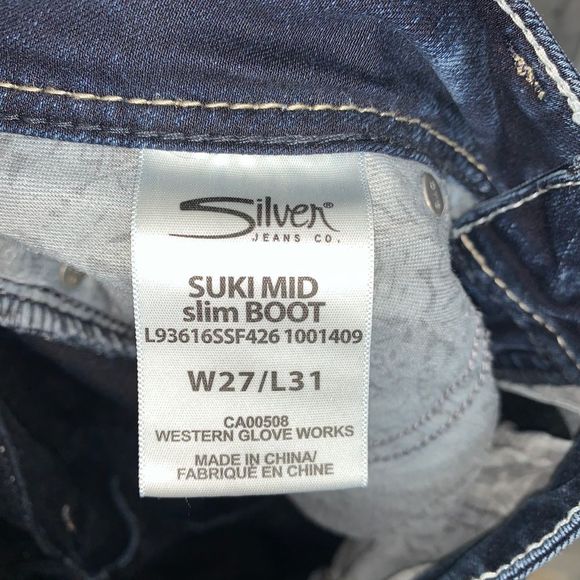 Silver®
JEANS CO.
SUKI MID
slim BOOT
L93616SSF426 1001409
W27/L31
CA00508
WESTERN GLOVE WORKS
MADE IN CHINA/
FABRIQUÉ EN CHINE